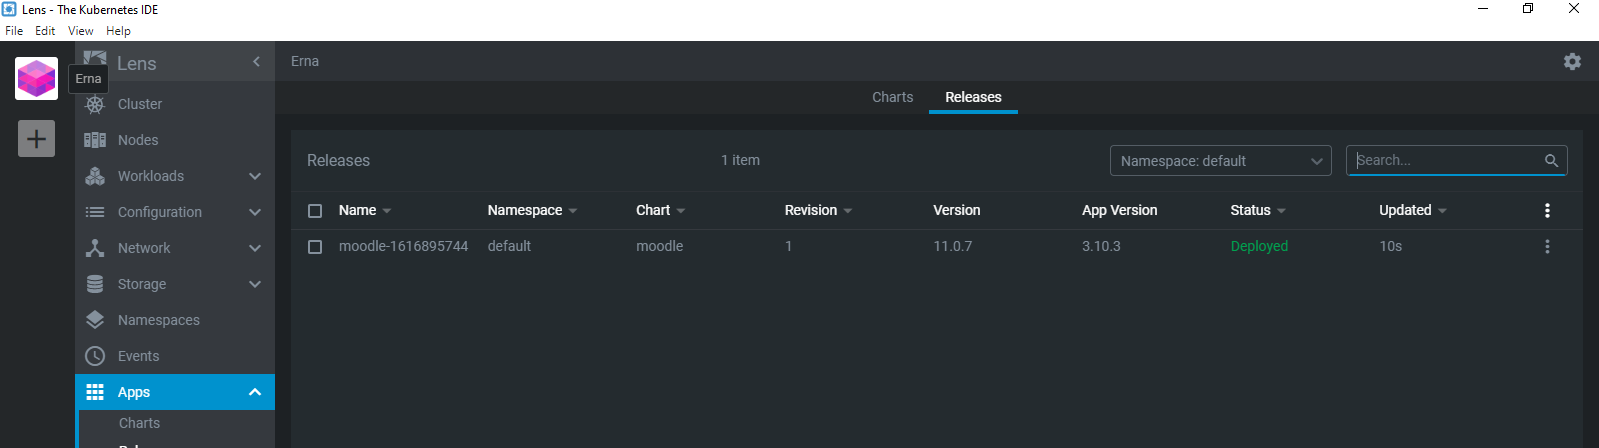 Lens - The Kubernetes IDE
File Edit View Help
Lens
Erna
Erna
Cluster
Nodes
Workloads
Configuration
Network
Storage
Namespaces
Events
Apps
Charts
Charts Releases
Releases 1 item Namespace: default Search...
Name Namespace Chart Revision Version App Version Status Updated
moodle-1616895744 default moodle 1 11.0.7 3.10.3 Deployed 10s